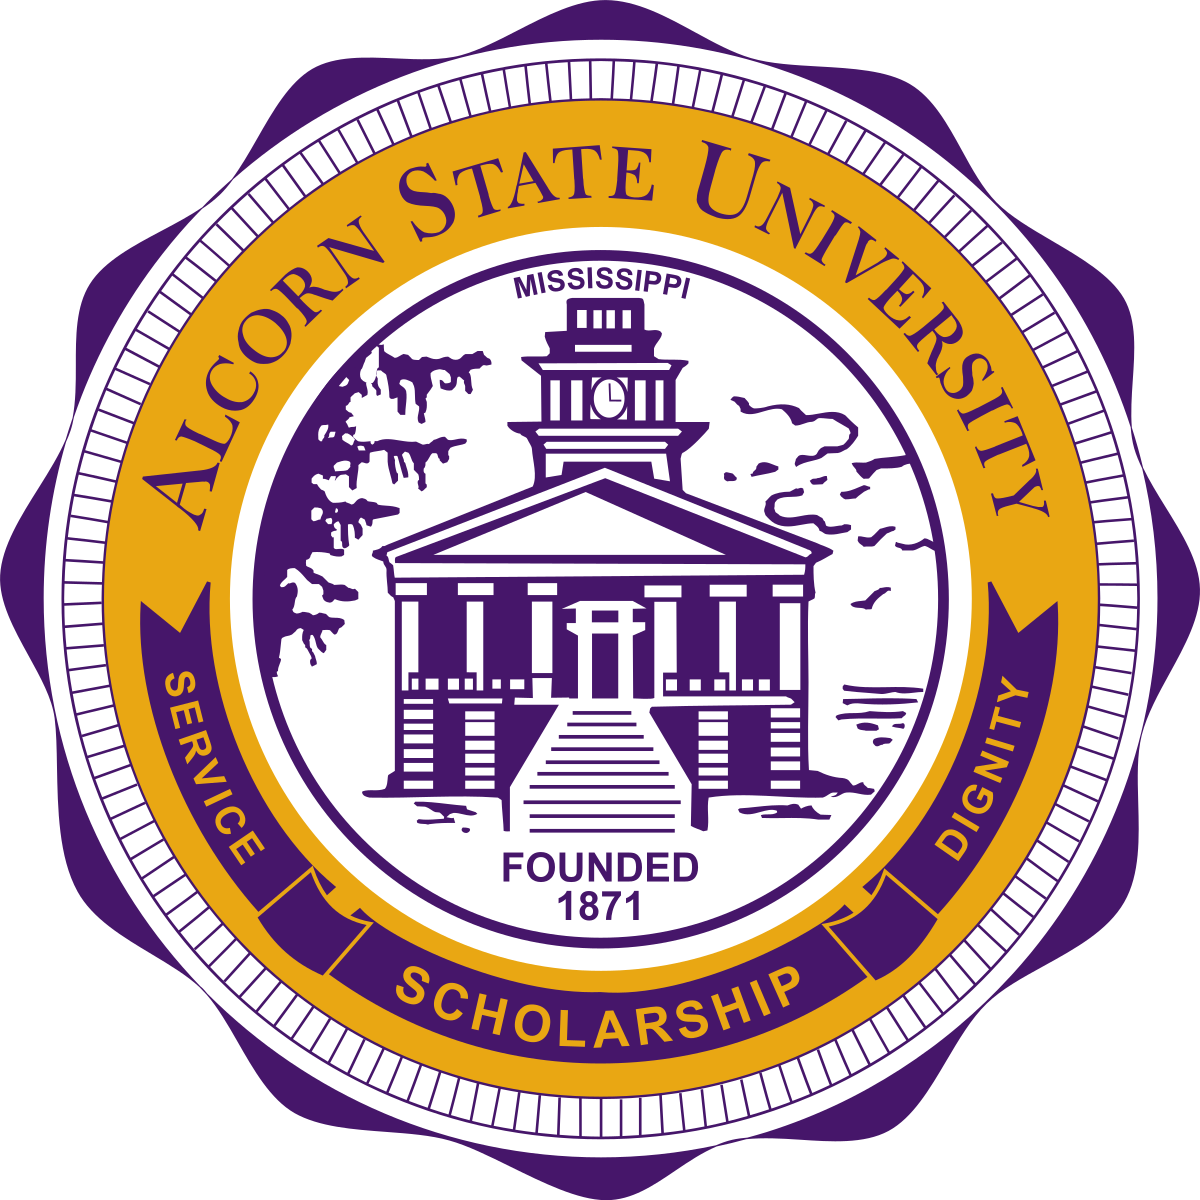 ALCORN STATE UNIVERSITY
MISSISSIPPI
FOUNDED
1871
SERVICE
SCHOLARSHIP
DIGNITY